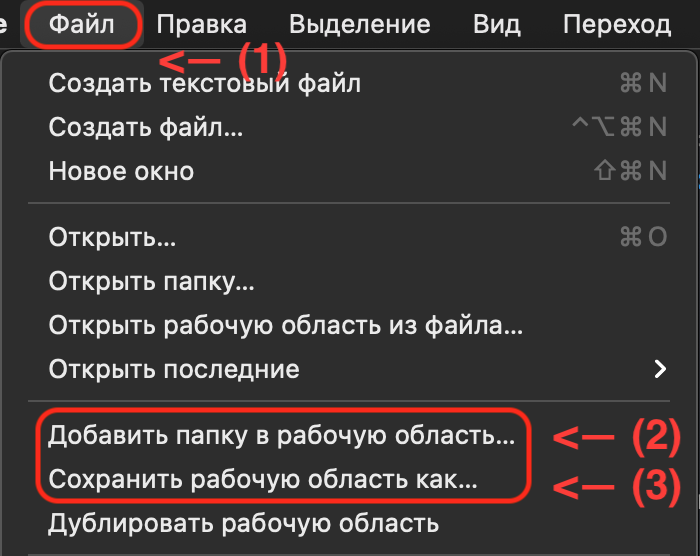 е Файл Правка Выделение Вид Переход
<— (1)
Создать текстовый файл ⌘ N
Создать файл... ^⌥⌘ N
Новое окно ⇧⌘ N
Открыть... ⌘ O
Открыть папку...
Открыть рабочую область из файла...
Открыть последние >
Добавить папку в рабочую область... <— (2)
Сохранить рабочую область как... <— (3)
Дублировать рабочую область